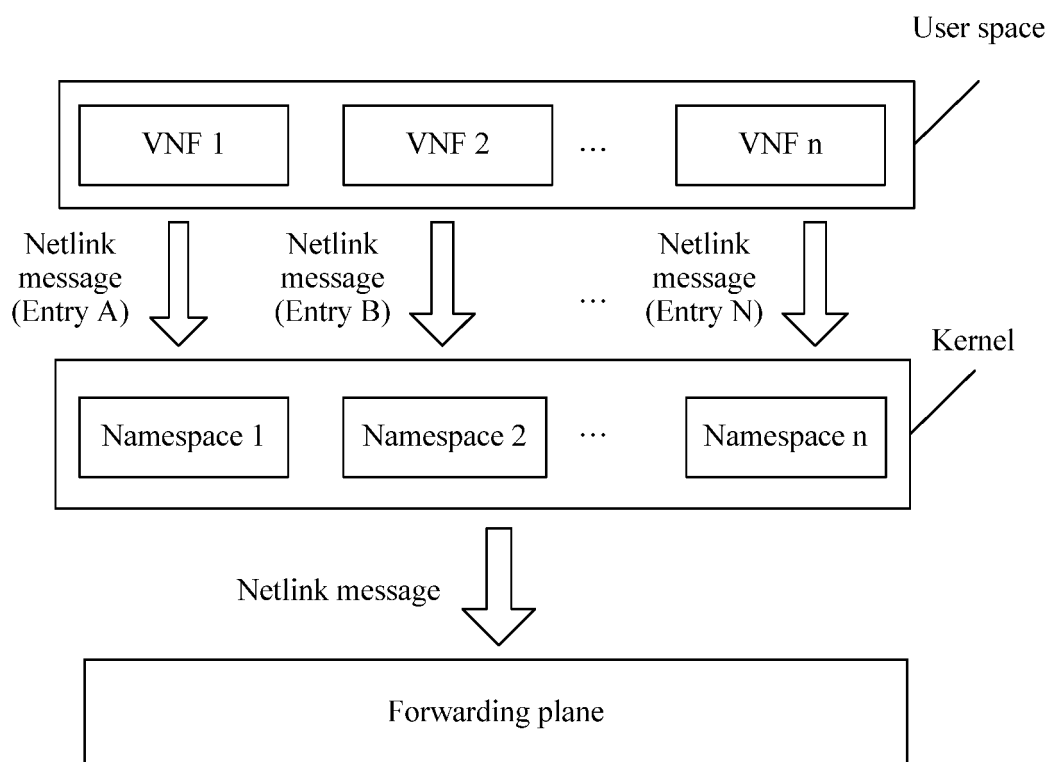 User space
VNF 1
VNF 2
...
VNF n
Netlink
message
(Entry A)
Netlink
message
(Entry B)
...
Netlink
message
(Entry N)
Kernel
Namespace 1
Namespace 2
...
Namespace n
Netlink message
Forwarding plane